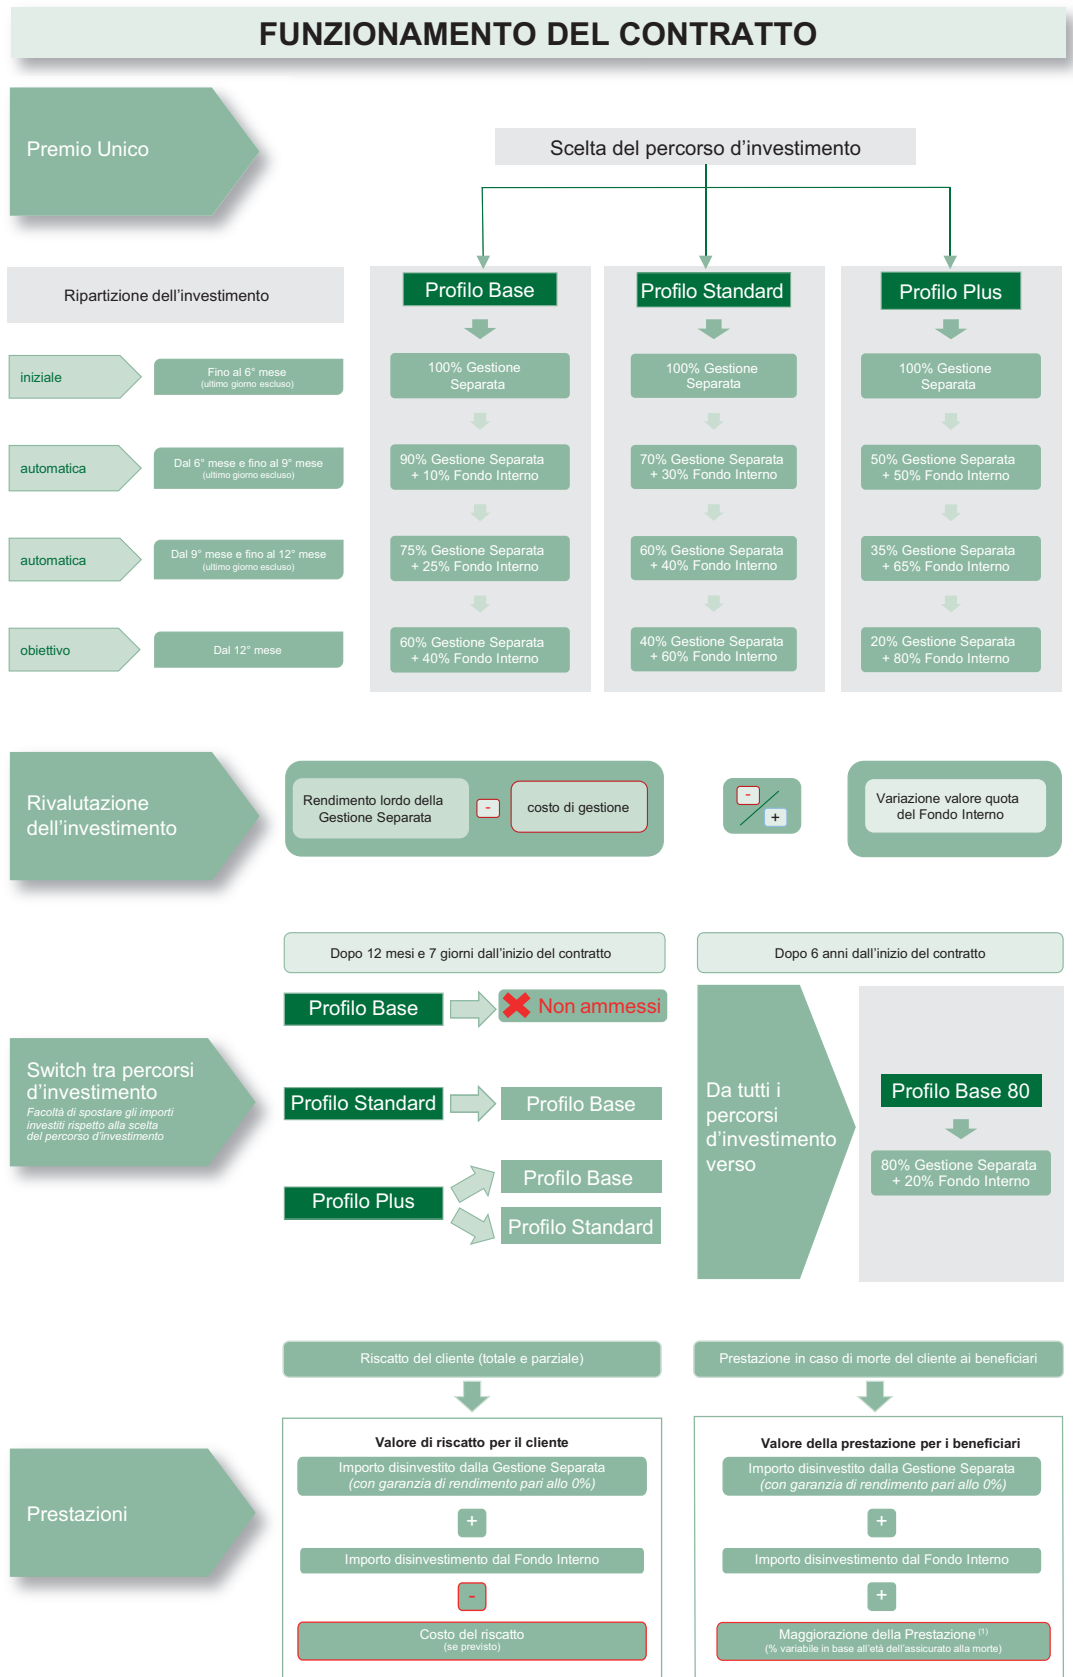 FUNZIONAMENTO DEL CONTRATTO
Premio Unico
Scelta del percorso d'investimento
Ripartizione dell'investimento
Profilo Base
Profilo Standard
Profilo Plus
iniziale
Fino al 6° mese
(ultimo giorno escluso)
100% Gestione
Separata
100% Gestione
Separata
100% Gestione
Separata
automatica
Dal 6° mese e fino al 9° mese
(ultimo giorno escluso)
90% Gestione Separata
+ 10% Fondo Interno
70% Gestione Separata
+ 30% Fondo Interno
50% Gestione Separata
+ 50% Fondo Interno
automatica
Dal 9° mese e fino al 12° mese
(ultimo giorno escluso)
75% Gestione Separata
+ 25% Fondo Interno
60% Gestione Separata
+ 40% Fondo Interno
35% Gestione Separata
+ 65% Fondo Interno
obiettivo
Dal 12° mese
60% Gestione Separata
+ 40% Fondo Interno
40% Gestione Separata
+ 60% Fondo Interno
20% Gestione Separata
+ 80% Fondo Interno
Rivalutazione
dell'investimento
Rendimento lordo della
Gestione Separata
-
costo di gestione
-
+
Variazione valore quota
del Fondo Interno
Switch tra percorsi
d'investimento
Facoltà di spostare gli importi
investiti rispetto alla scelta
del percorso d'investimento
Dopo 12 mesi e 7 giorni dall'inizio del contratto
Profilo Base
Non ammessi
Profilo Standard
Profilo Base
Profilo Plus
Profilo Base
Profilo Standard
Dopo 6 anni dall'inizio del contratto
Da tutti i
percorsi
d'investimento
verso
Profilo Base 80
80% Gestione Separata
+ 20% Fondo Interno
Prestazioni
Riscatto del cliente (totale e parziale)
Valore di riscatto per il cliente
Importo disinvestito dalla Gestione Separata
(con garanzia di rendimento pari allo 0%)
+
Importo disinvestimento dal Fondo Interno
-
Costo del riscatto
(se previsto)
Prestazione in caso di morte del cliente ai beneficiari
Valore della prestazione per i beneficiari
Importo disinvestito dalla Gestione Separata
(con garanzia di rendimento pari allo 0%)
+
Importo disinvestimento dal Fondo Interno
+
Maggiorazione della Prestazione (1)
(% variabile in base all'età dell'assicurato alla morte)